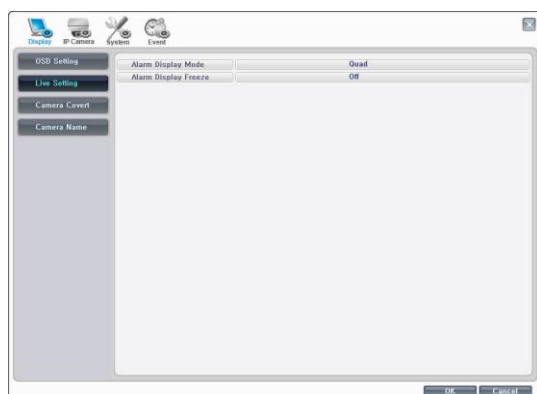 Display IP Camera System Event
OSD Setting
Live Setting
Camera Covert
Camera Name
Alarm Display Mode Quad
Alarm Display Freeze Off
OK Cancel